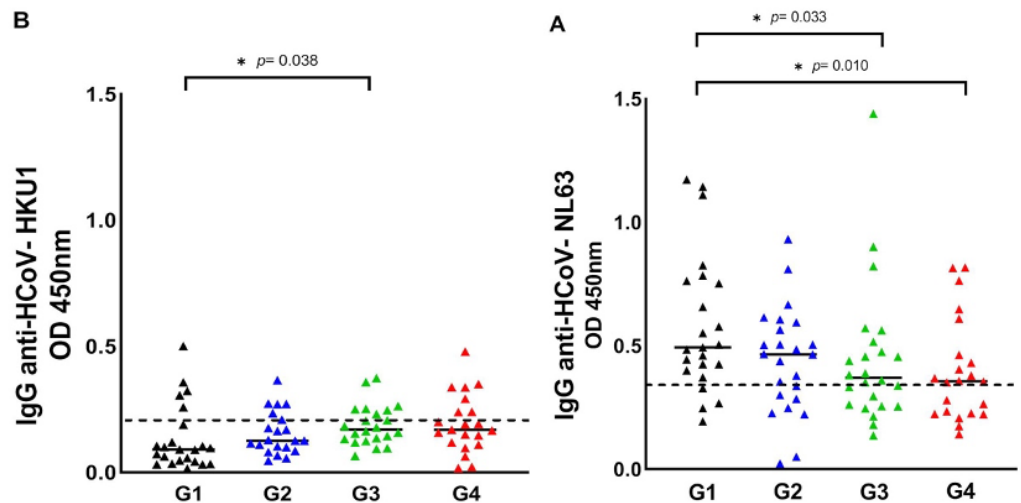 B
* p= 0.038
1.5
1.0
0.5
0.0
IgG anti-HCoV- HKU1
OD 450nm
G1 G2 G3 G4
A
* p= 0.033
* p= 0.010
1.5
1.0
0.5
0.0
IgG anti-HCoV- NL63
OD 450nm
G1 G2 G3 G4